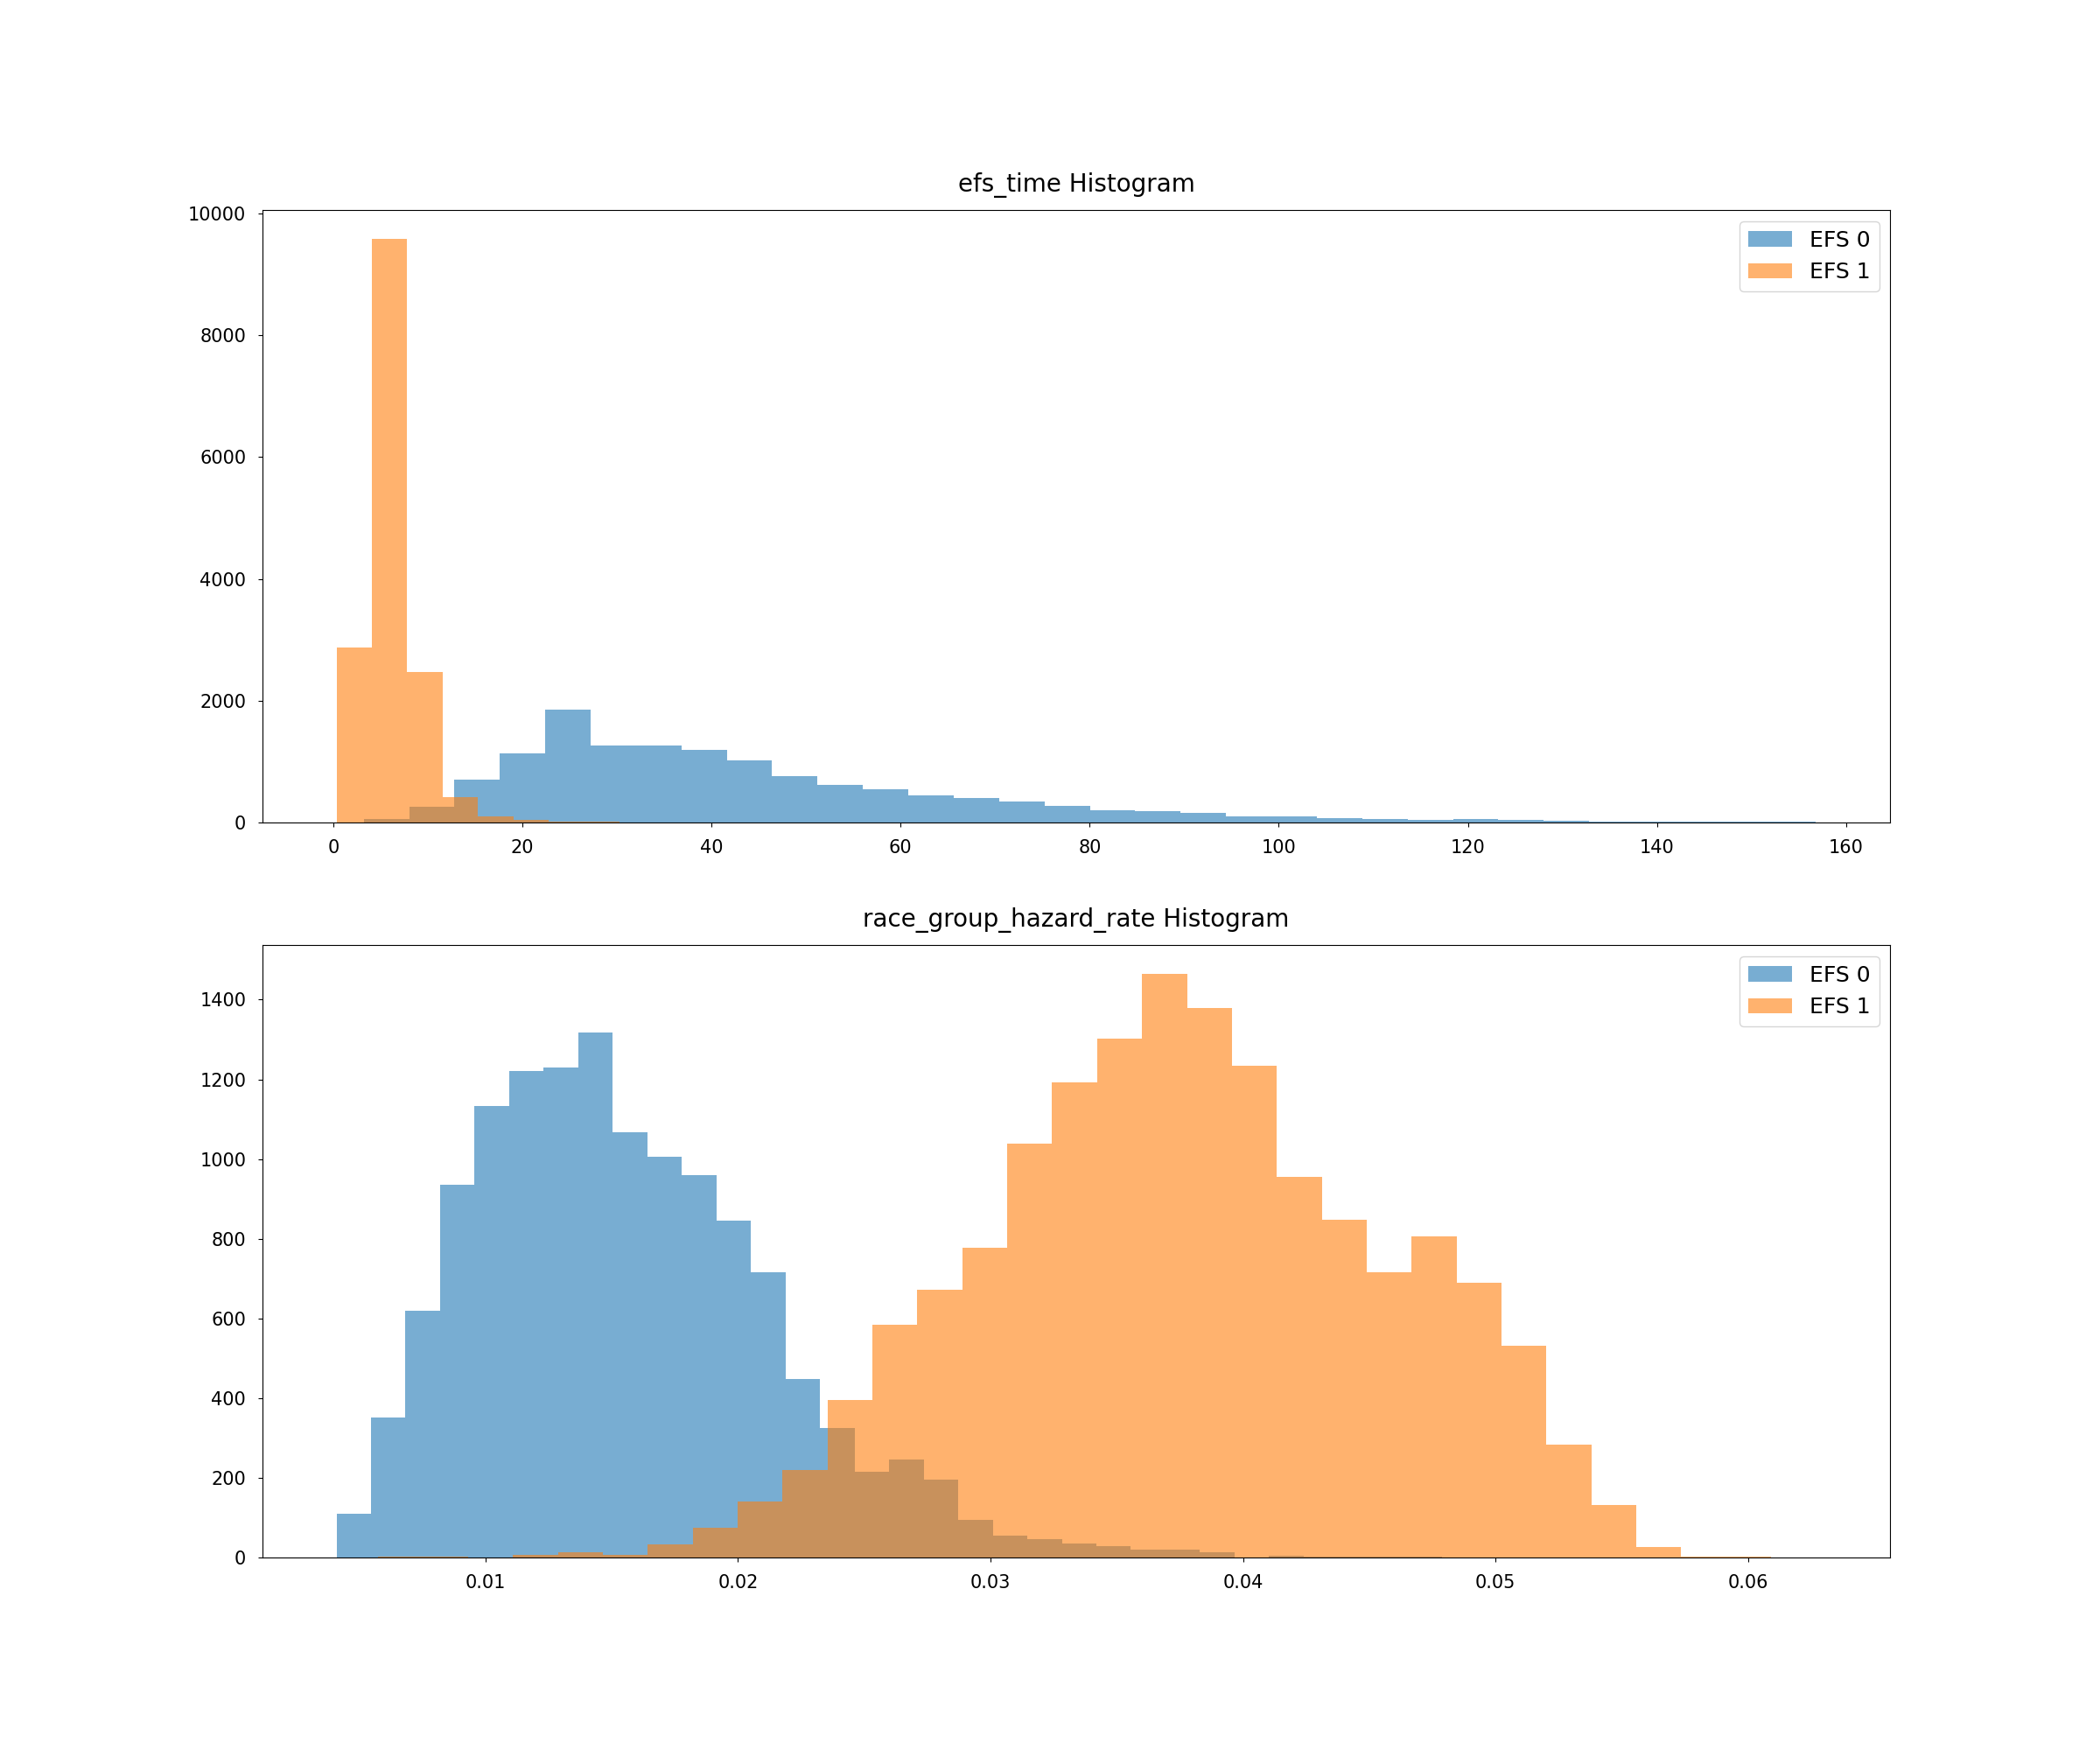 efs_time Histogram
10000
8000
6000
4000
2000
0
EFS 0
EFS 1
0 20 40 60 80 100 120 140 160
race_group_hazard_rate Histogram
1400
1200
1000
800
600
400
200
0
EFS 0
EFS 1
0.01 0.02 0.03 0.04 0.05 0.06